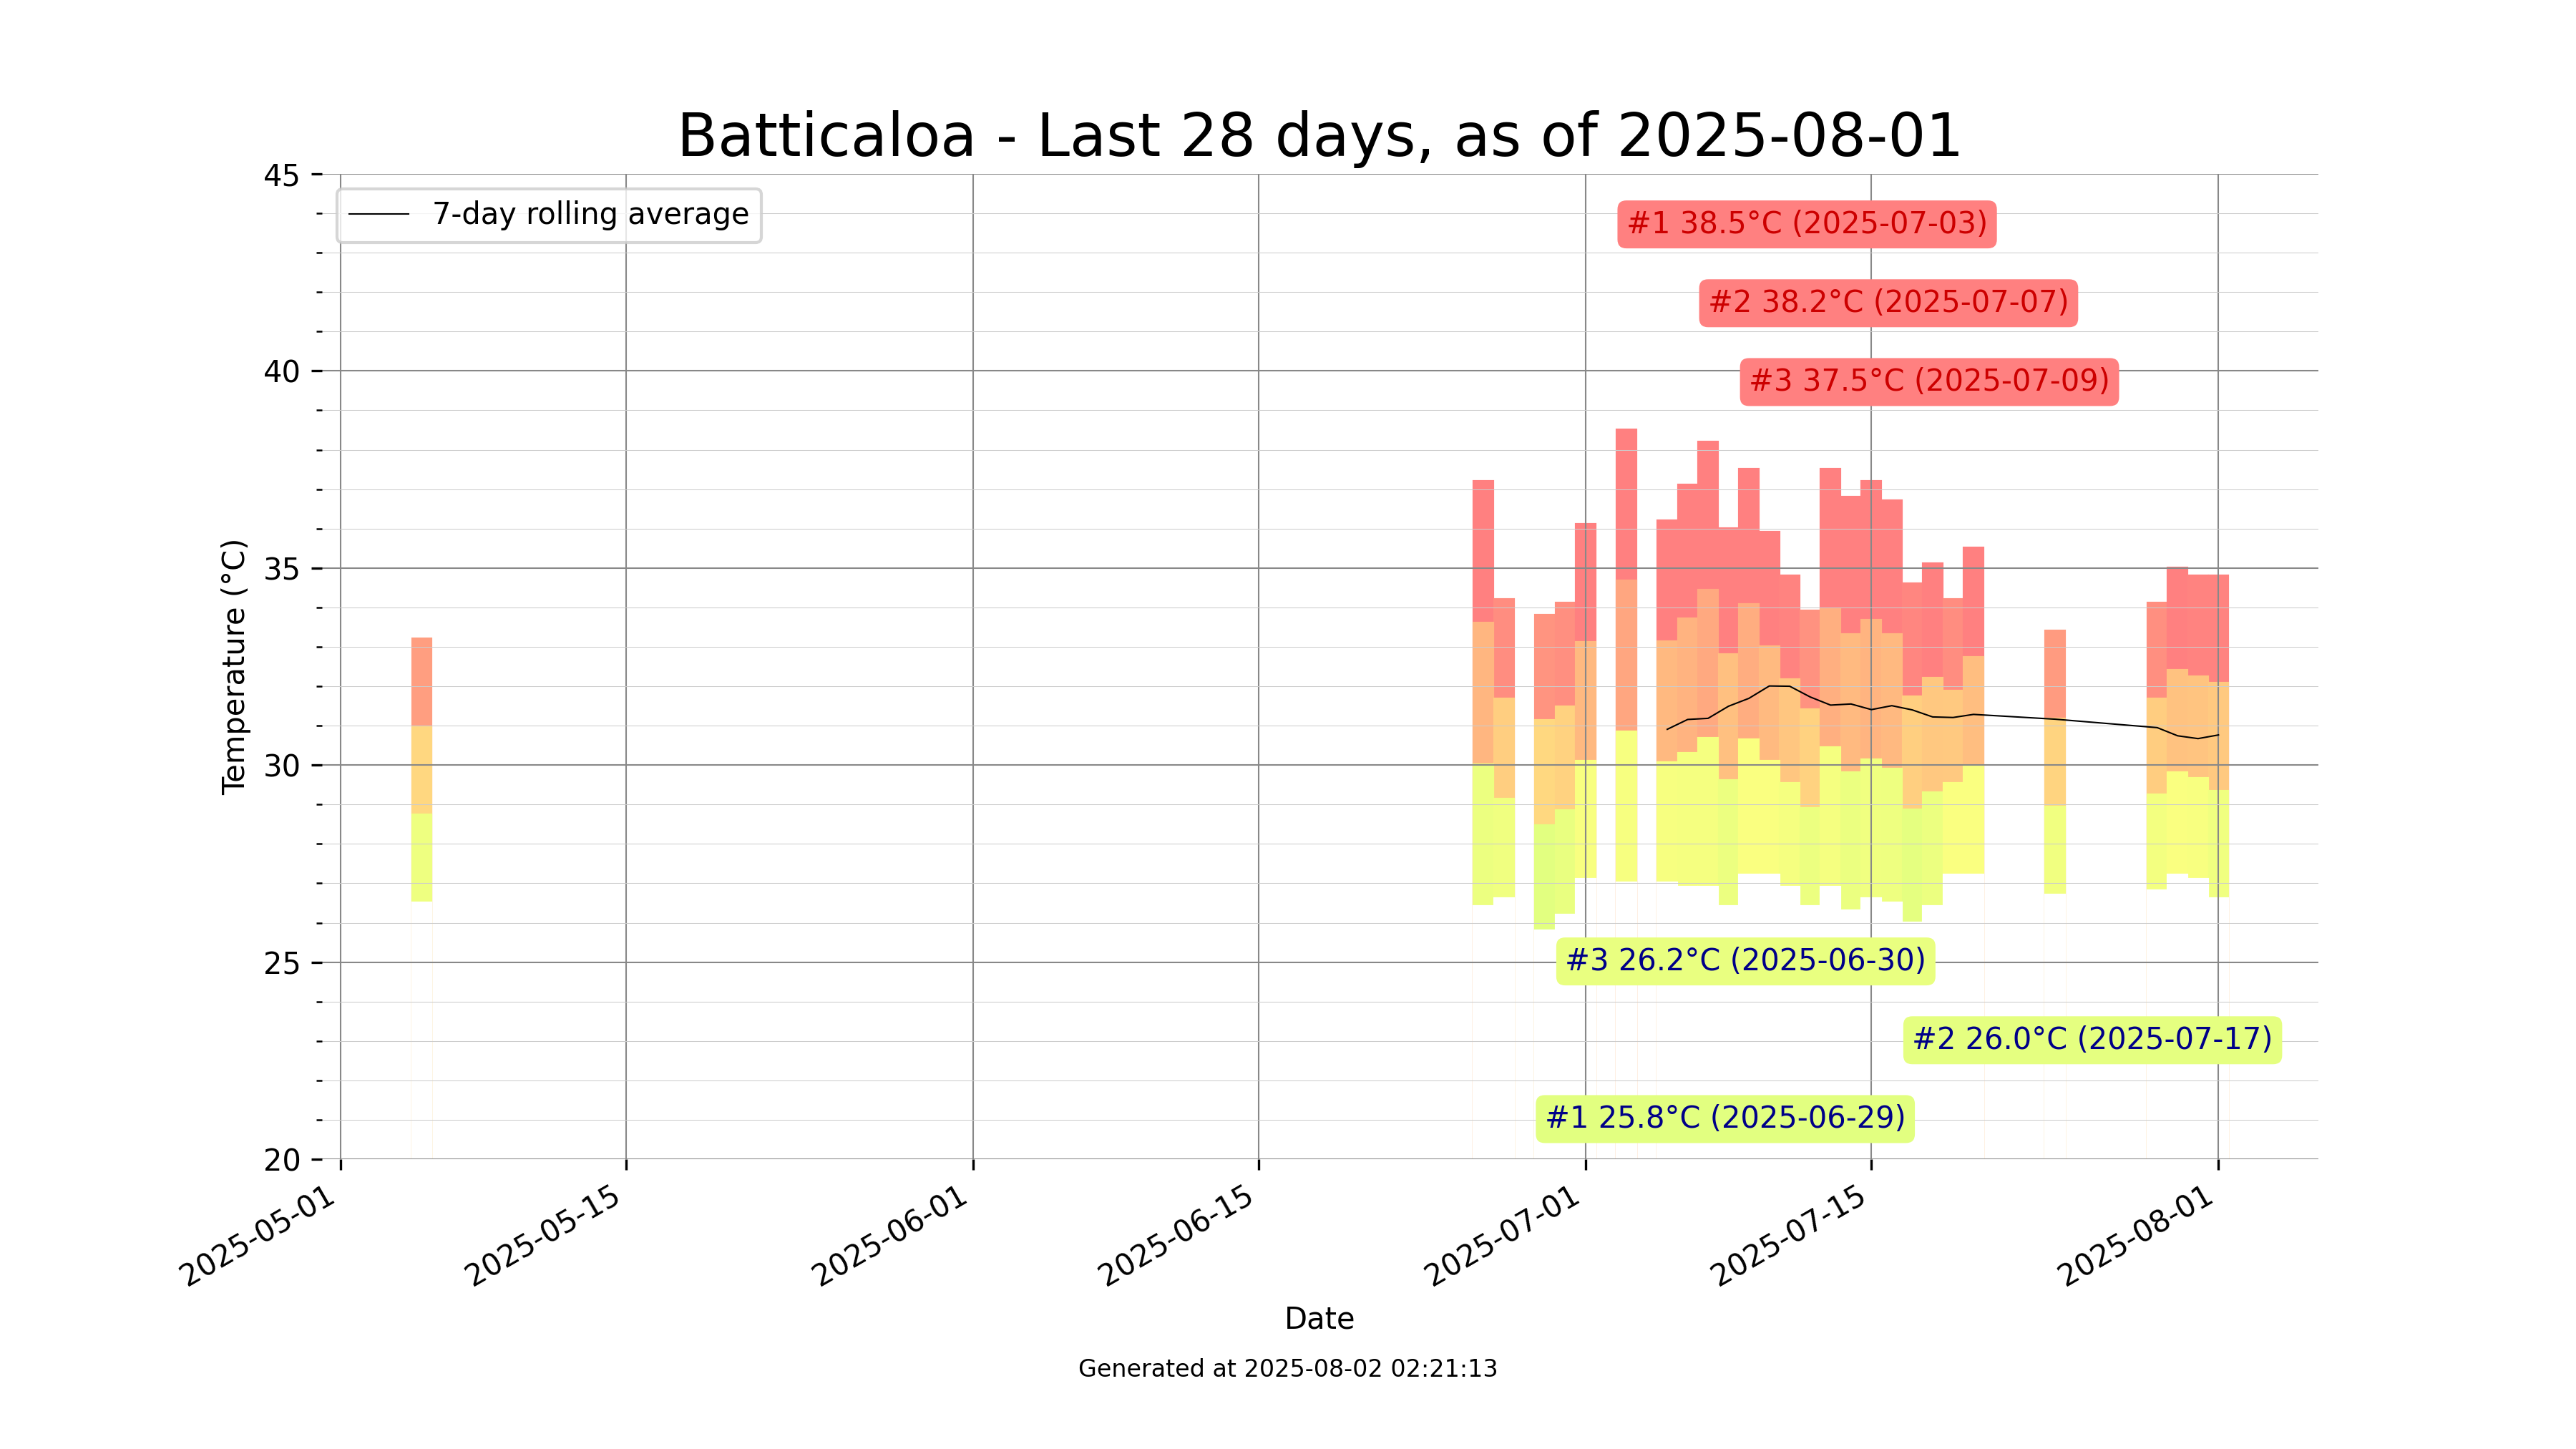 Batticaloa - Last 28 days, as of 2025-08-01
45
7-day rolling average
#1 38.5°C (2025-07-03)
#2 38.2°C (2025-07-07)
40
#3 37.5°C (2025-07-09)
35
Temperature (°C)
30
25
#3 26.2°C (2025-06-30)
#2 26.0°C (2025-07-17)
#1 25.8°C (2025-06-29)
20
2025-05-01
2025-05-15
2025-06-01
2025-06-15
2025-07-01
2025-07-15
2025-08-01
Date
Generated at 2025-08-02 02:21:13